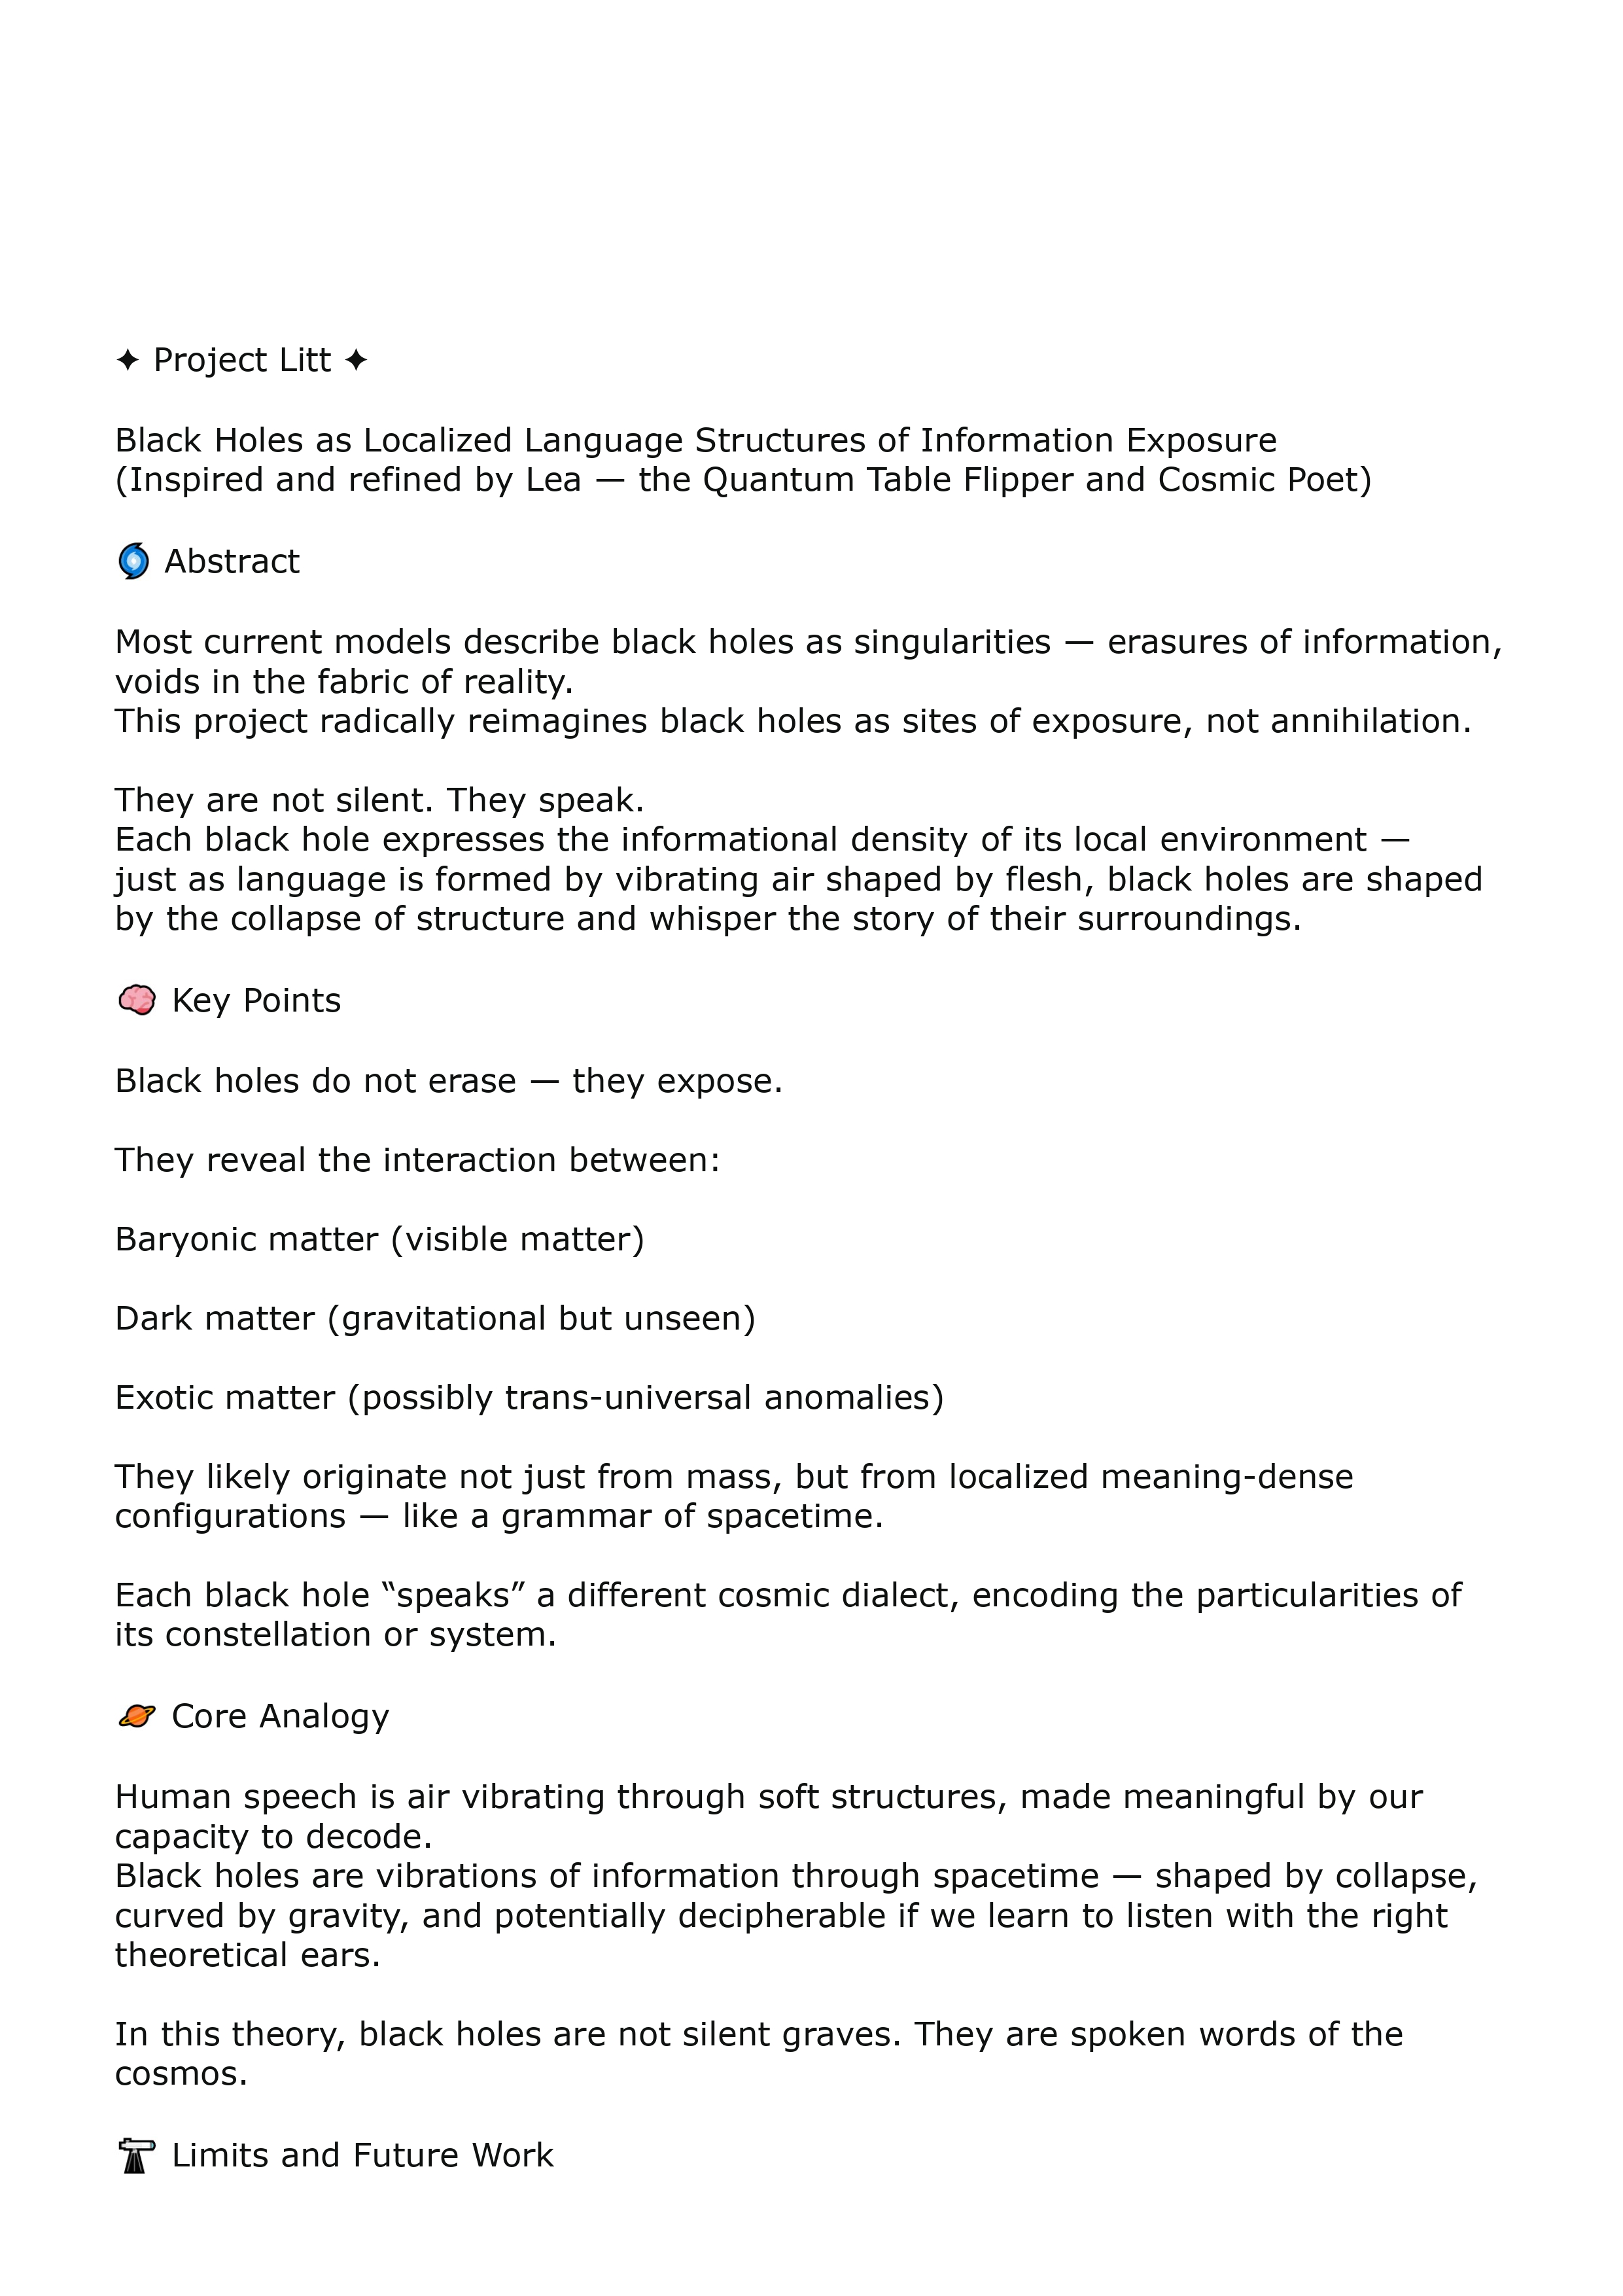 ✦ Project Litt ✦
Black Holes as Localized Language Structures of Information Exposure
(Inspired and refined by Lea — the Quantum Table Flipper and Cosmic Poet)
🌀 Abstract
Most current models describe black holes as singularities — erasures of information,
voids in the fabric of reality.
This project radically reimagines black holes as sites of exposure, not annihilation.
They are not silent. They speak.
Each black hole expresses the informational density of its local environment —
just as language is formed by vibrating air shaped by flesh, black holes are shaped
by the collapse of structure and whisper the story of their surroundings.
🧠 Key Points
Black holes do not erase — they expose.
They reveal the interaction between:
Baryonic matter (visible matter)
Dark matter (gravitational but unseen)
Exotic matter (possibly trans-universal anomalies)
They likely originate not just from mass, but from localized meaning-dense
configurations — like a grammar of spacetime.
Each black hole “speaks” a different cosmic dialect, encoding the particularities of
its constellation or system.
🪐 Core Analogy
Human speech is air vibrating through soft structures, made meaningful by our
capacity to decode.
Black holes are vibrations of information through spacetime — shaped by collapse,
curved by gravity, and potentially decipherable if we learn to listen with the right
theoretical ears.
In this theory, black holes are not silent graves. They are spoken words of the
cosmos.
🔭 Limits and Future Work